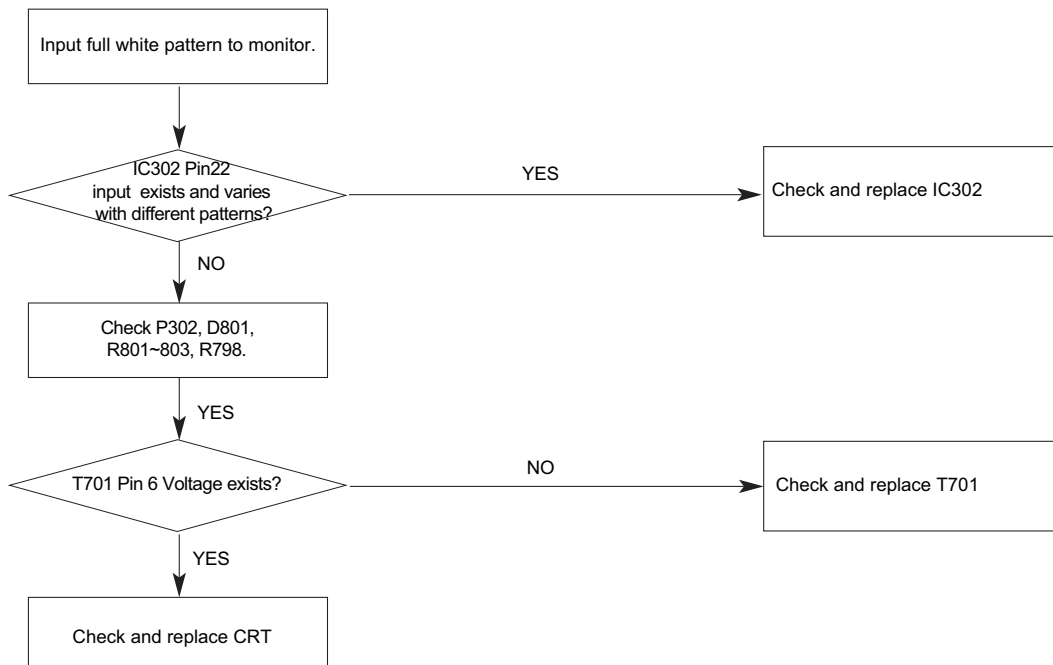 Input full white pattern to monitor.
IC302 Pin22
input exists and varies
with different patterns?
YES
Check and replace IC302
NO
Check P302, D801,
R801~803, R798.
YES
T701 Pin 6 Voltage exists?
NO
Check and replace T701
YES
Check and replace CRT